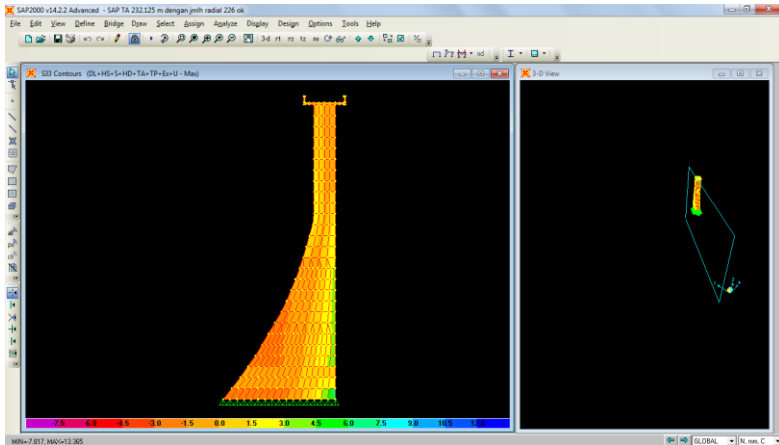 SAP2000 v14.2.2 Advanced - SAP TA 232.125 m dengan jmlh radial 226 ok
File Edit View Define Bridge Draw Select Assign Analyze Display Design Options Tools Help
3-d
nd
S33 Contours (DL+HS+S+HD+TA+TP+Ex+U - Max)
3-D View
-7.5 -6.0 -4.5 -3.0 -1.5 0.0 1.5 3.0 4.5 6.0 7.5 9.0 10.5 12.0
MIN=-7.817, MAX=13.365
GLOBAL
N, mm, C